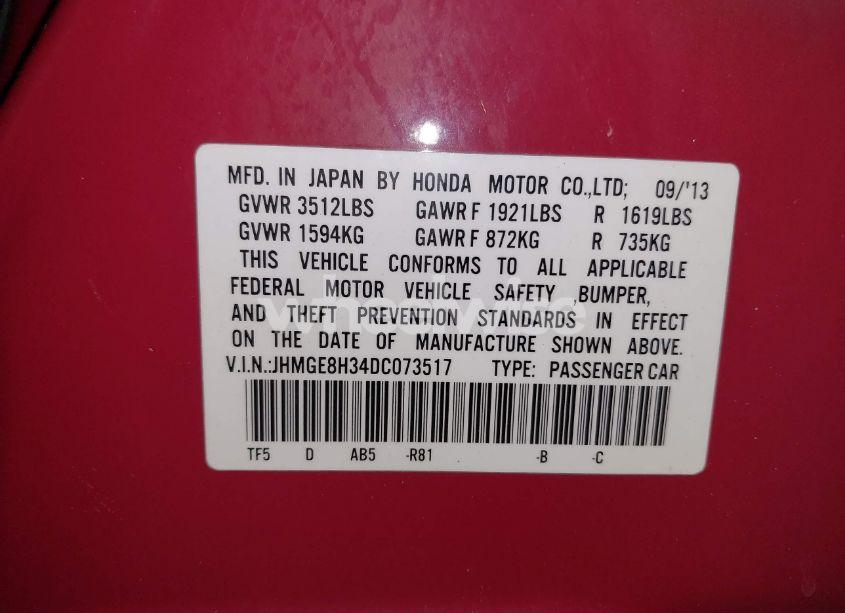 MFD. IN JAPAN BY HONDA MOTOR CO.,LTD; 09/'13
GVWR 3512LBS GAWR F 1921LBS R 1619LBS
GVWR 1594KG GAWR F 872KG R 735KG
THIS VEHICLE CONFORMS TO ALL APPLICABLE
FEDERAL MOTOR VEHICLE SAFETY ,BUMPER,
AND THEFT PREVENTION STANDARDS IN EFFECT
ON THE DATE OF MANUFACTURE SHOWN ABOVE.
V.I.N.:JHMGE8H34DC073517 TYPE: PASSENGER CAR
TF5 D AB5 -R81 -B -C